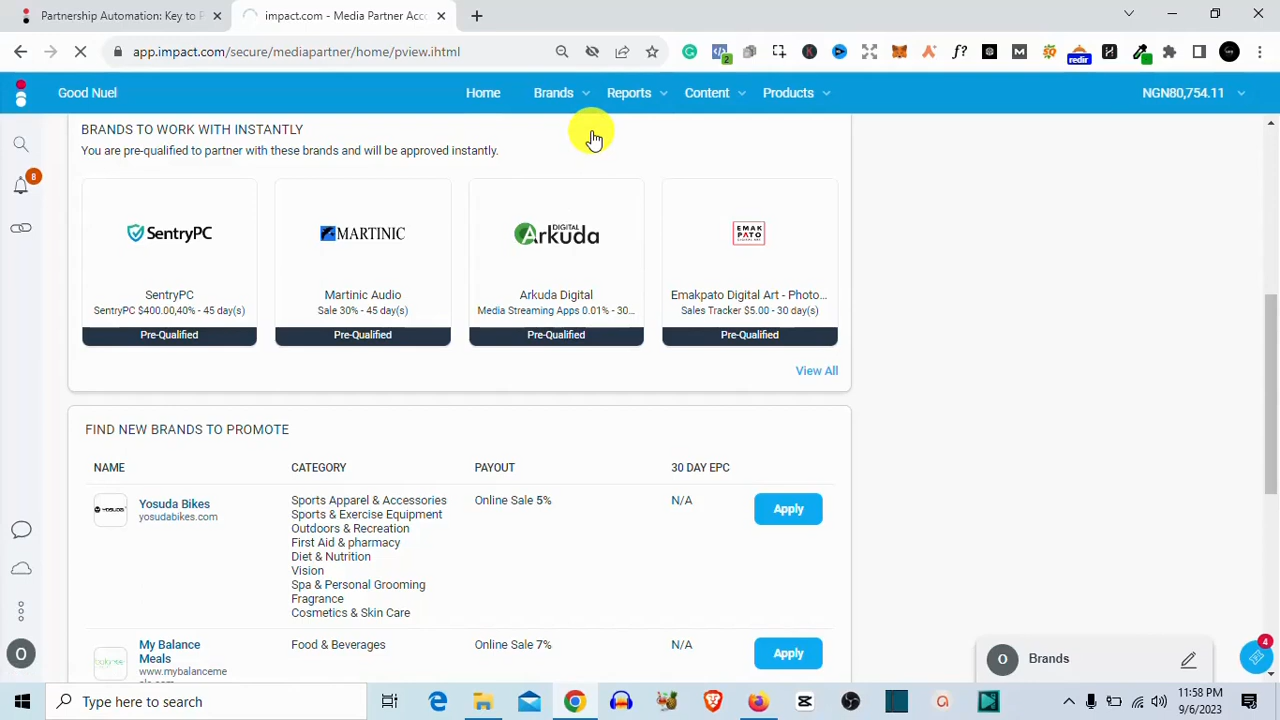 Partnership Automation: Key to P
impact.com - Media Partner Acco
app.impact.com/secure/mediapartner/home/pview.ihtml
2
redir
Good Nuel
Home
Brands
Reports
Content
Products
NGN80,754.11
BRANDS TO WORK WITH INSTANTLY
You are pre-qualified to partner with these brands and will be approved instantly.
8
SentryPC
MARTINIC
Arkuda DIGITAL
EMAK PATO
SentryPC
Martinic Audio
Arkuda Digital
Emakpato Digital Art - Photo...
SentryPC $400.00,40% - 45 day(s)
Sale 30% - 45 day(s)
Media Streaming Apps 0.01% - 30...
Sales Tracker $5.00 - 30 day(s)
Pre-Qualified
Pre-Qualified
Pre-Qualified
Pre-Qualified
View All
FIND NEW BRANDS TO PROMOTE
NAME
CATEGORY
PAYOUT
30 DAY EPC
Yosuda Bikes
yosudabikes.com
Sports Apparel & Accessories
Sports & Exercise Equipment
Outdoors & Recreation
First Aid & pharmacy
Diet & Nutrition
Vision
Spa & Personal Grooming
Fragrance
Cosmetics & Skin Care
Online Sale 5%
N/A
Apply
My Balance
Meals
www.mybalanceme
Food & Beverages
Online Sale 7%
N/A
Apply
O
O
Brands
4
Type here to search
11:58 PM
9/6/2023